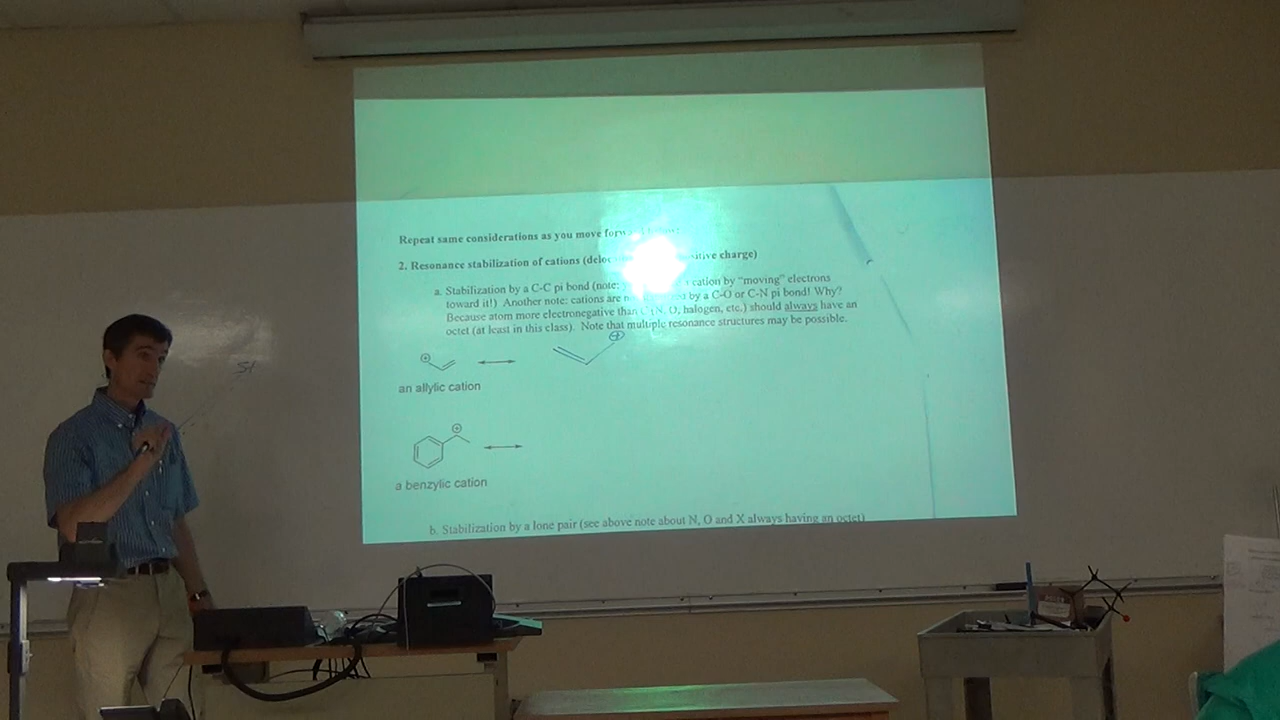 Repeat same considerations as you move
2. Resonance stabilization of cations (deloc itive charge)
a. Stabilization by a C-C pi bond (note: cation by "moving" electrons
toward it!) Another note: cations are by a C-O or C-N pi bond! Why?
Because atom more electronegative than C (N, O, halogen, etc.) should always have an
octet (at least in this class). Note that multiple resonance structures may be possible.
an allylic cation
a benzylic cation
b. Stabilization by a lone pair (see above note about N, O and X always having an octet)